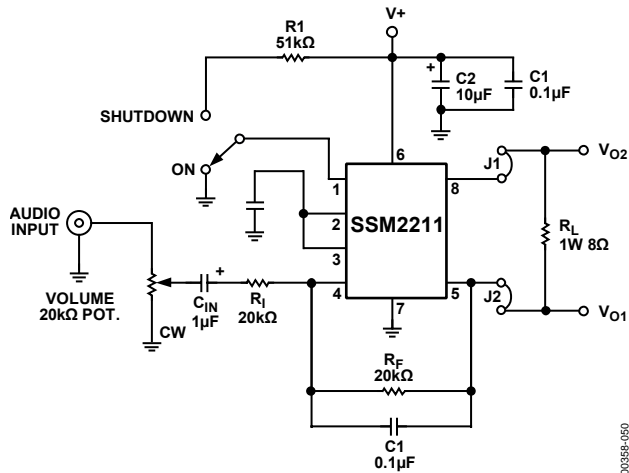 V+
R1
51kΩ
+
C2
10µF
C1
0.1µF
SHUTDOWN
ON
6
J1
VO2
1
8
2
SSM2211
3
RL
1W 8Ω
AUDIO
INPUT
+
4
5
J2
VO1
7
VOLUME
20kΩ POT.
CW
CIN
1µF
RI
20kΩ
RF
20kΩ
C1
0.1µF
00358-050